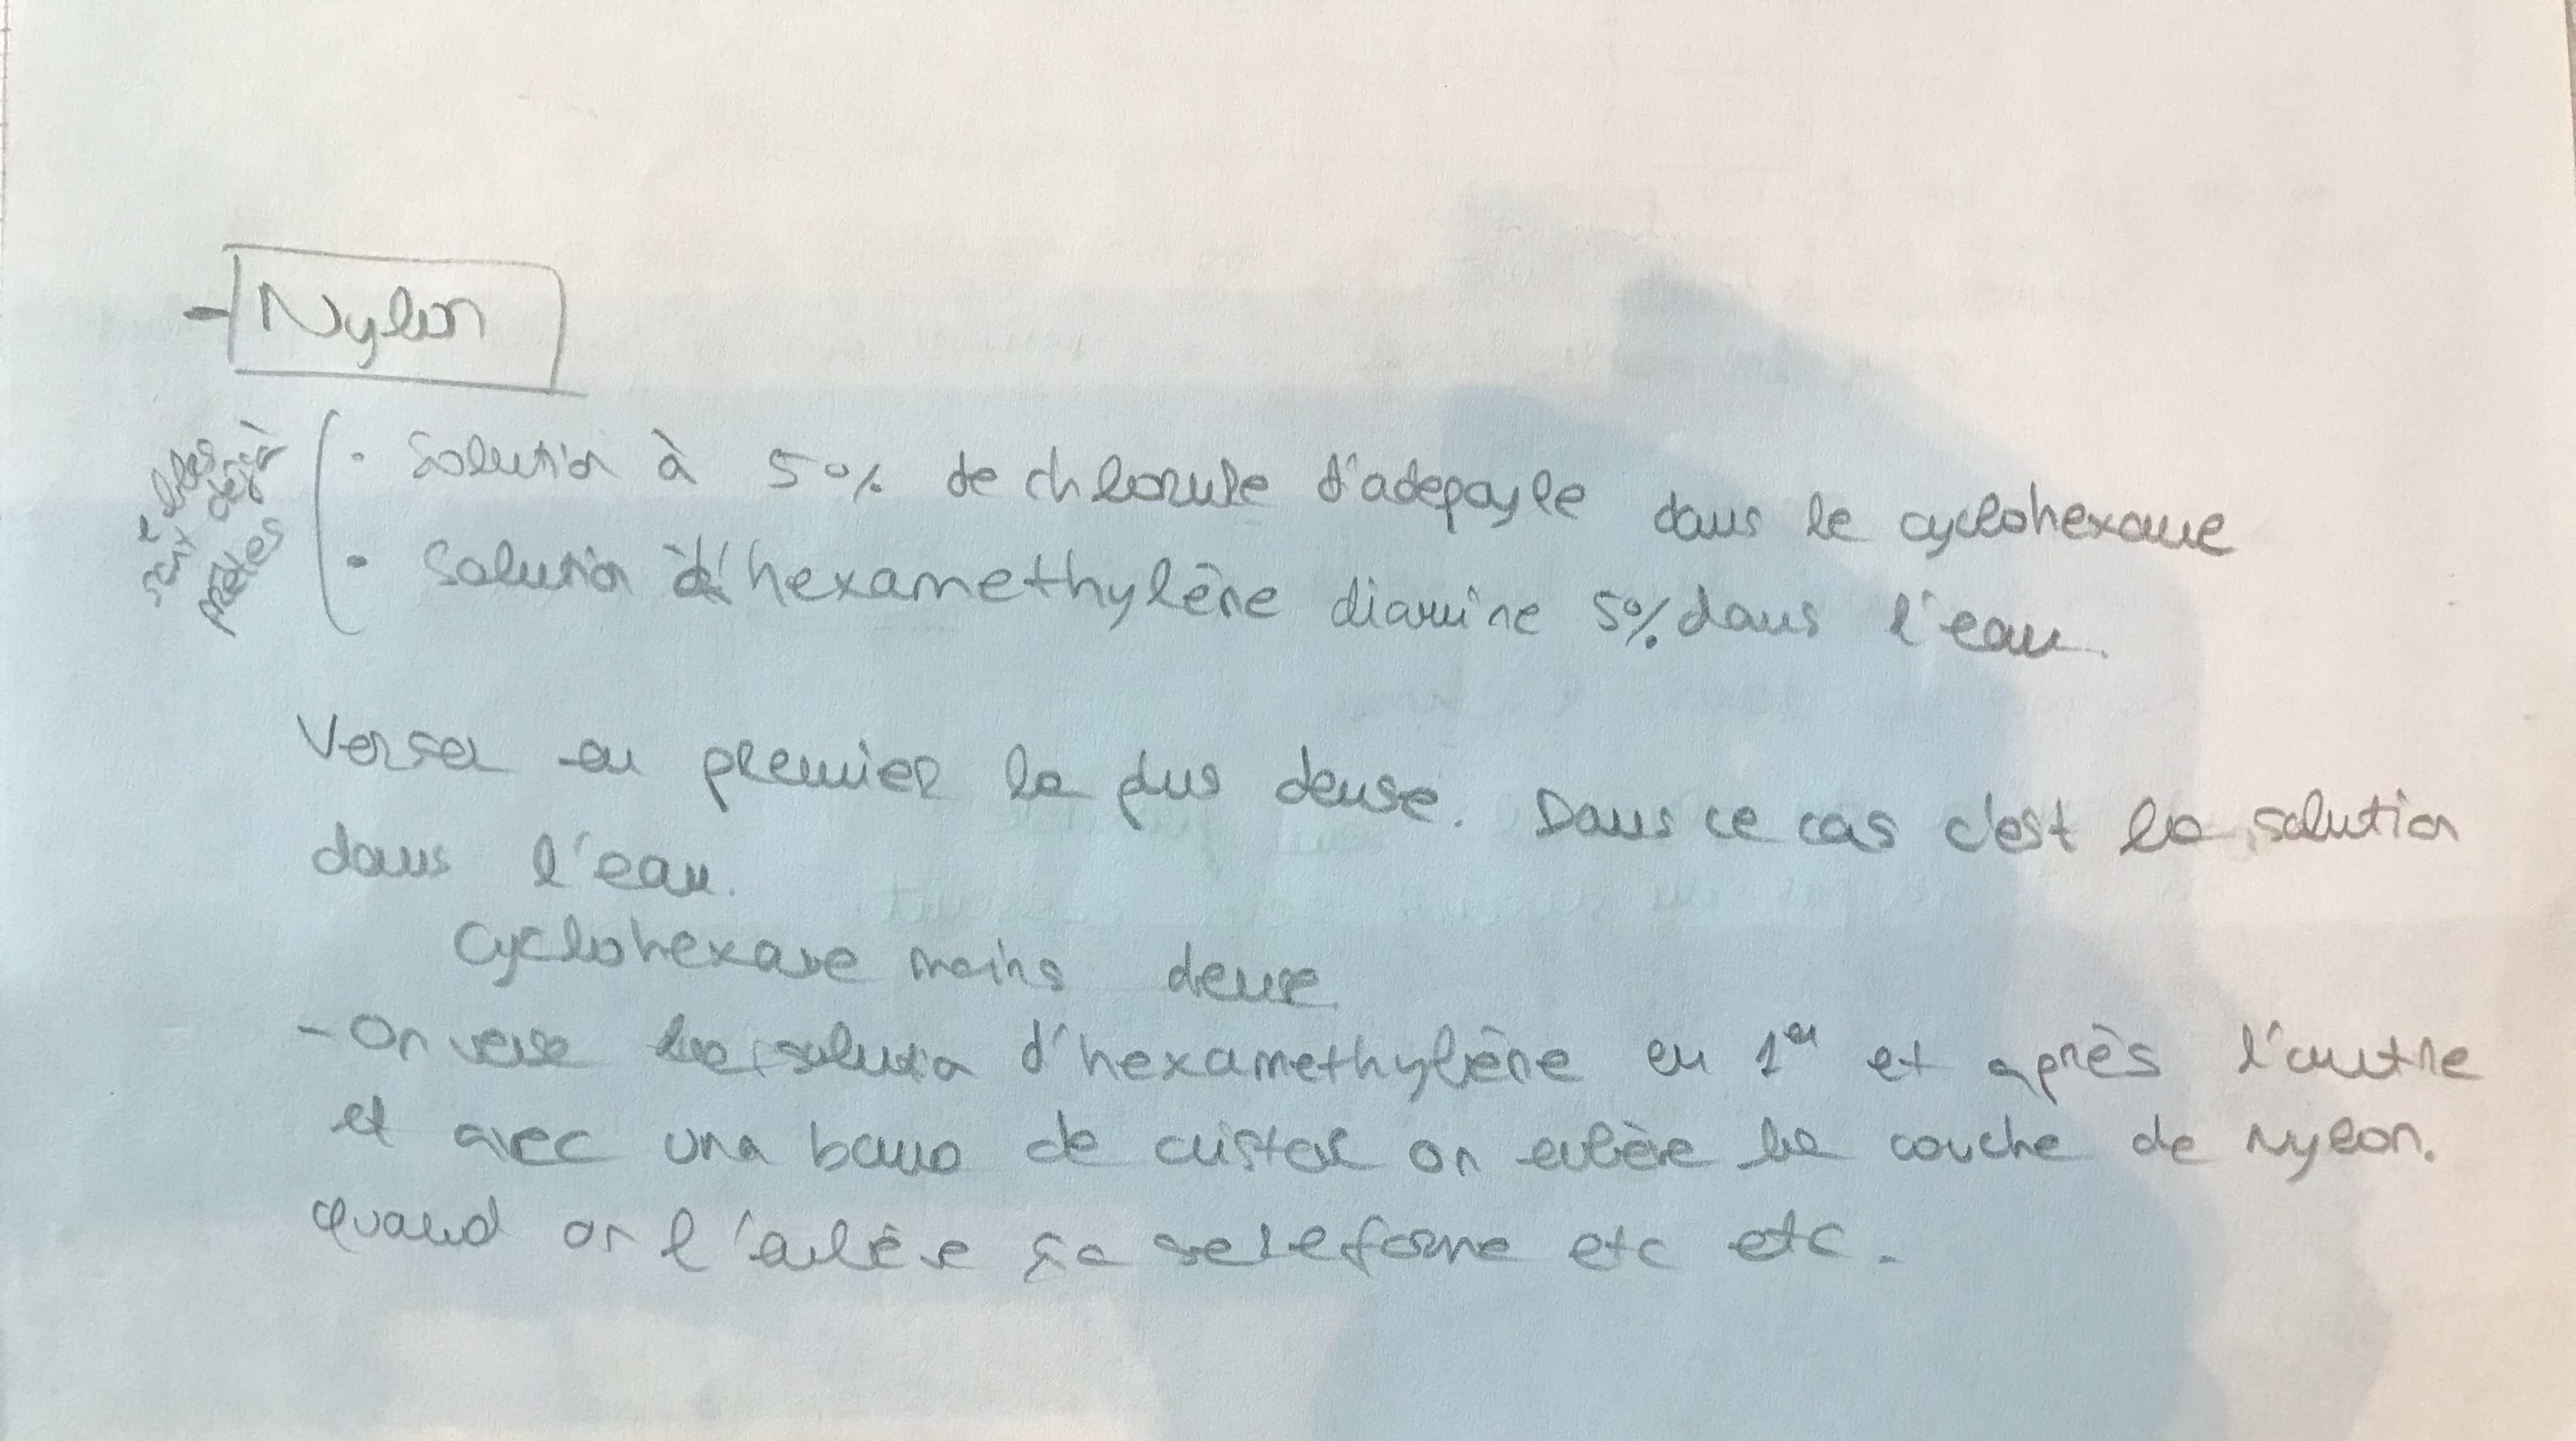 - Nylon
elles
sont déjà
prêtes
• Solution à 5% de chlorure d'adepoyle dans le cyclohexane
• Solution d'hexamethylène diamine 5% dans l'eau.
Verser en premier la plus dense. Dans ce cas c'est la solution
dans l'eau.
Cyclohexane moins dense
- On verse la solution d'hexamethylène en 1er et après l'autre
et avec una de cristal on enlève la couche de Nylon.
quand on l'enlève ça se reforme etc etc.